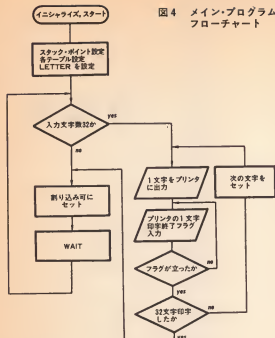 図4 メイン・プログラム
フローチャート
イニシャライズ,スタート
スタック・ポイント設定
各テーブル設定
LETTERを設定
入力文字数32か
yes
no
割り込み可に
セット
WAIT
1文字をプリンタ
に出力
次の文字を
セット
プリンタの1文字
印字終了フラグ
入力
フラグが立ったか
no
yes
32文字印字
したか
no
yes